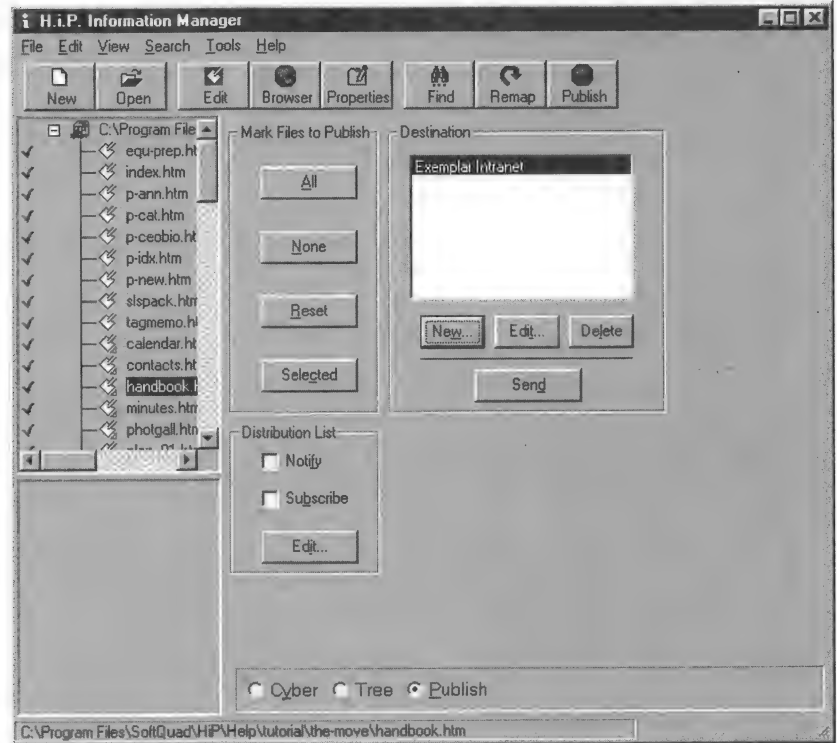 H.i.P. Information Manager
File Edit View Search Tools Help
New Open Edit Browser Properties Find Remap Publish
C:\Program File
equ-prep.ht
index.htm
p-ann.htm
p-cat.htm
p-ceobio.ht
p-idx.htm
p-new.htm
slspack.htm
tagmemo.ht
calendar.ht
contacts.ht
handbook.h
minutes.htm
photgall.htm
Mark Files to Publish
All
None
Reset
Selected
Destination
Exemplar Intranet
New... Edit... Delete
Send
Distribution List
Notify
Subscribe
Edit...
Cyber Tree Publish
C:\Program Files\SoftQuad\HiP\Help\tutorial\the-move\handbook.htm